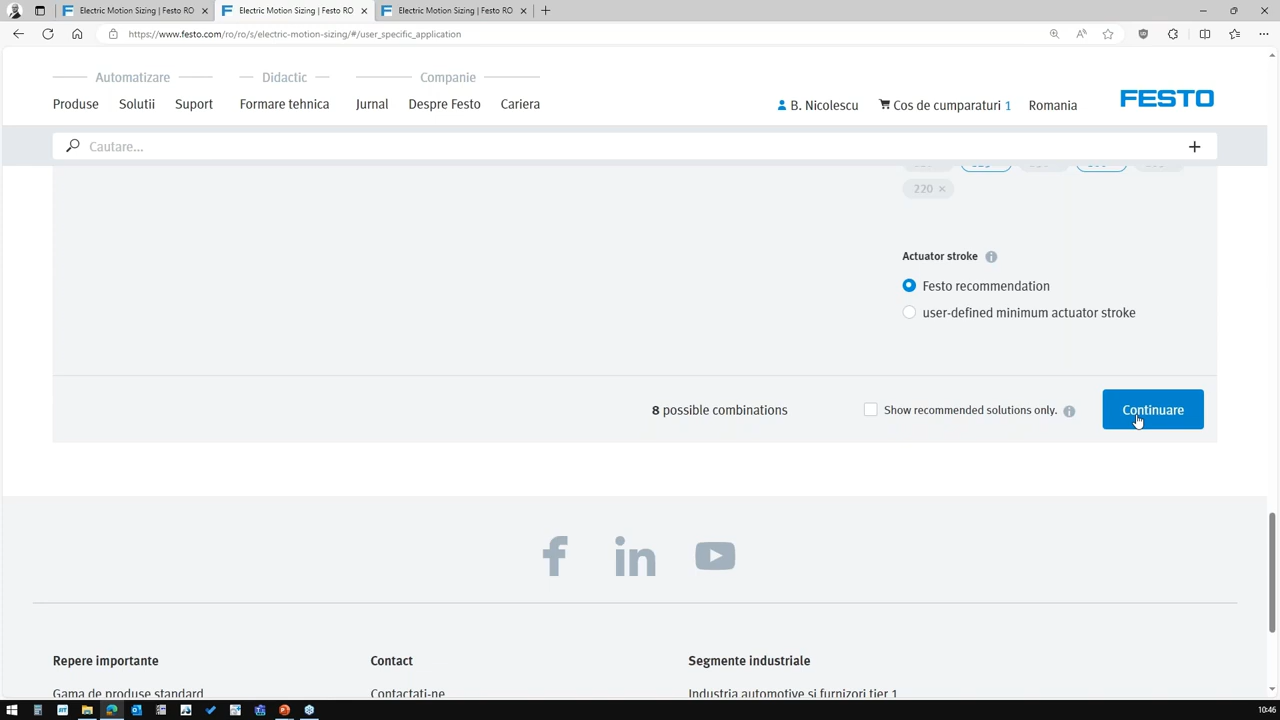 Electric Motion Sizing | Festo RO
Electric Motion Sizing | Festo RO
Electric Motion Sizing | Festo RO
https://www.festo.com/ro/ro/s/electric-motion-sizing/#/user_specific_application
Automatizare
Didactic
Companie
Produse
Solutii
Suport
Formare tehnica
Jurnal
Despre Festo
Cariera
B. Nicolescu
Cos de cumparaturi 1
Romania
FESTO
Cautare...
220
Actuator stroke
Festo recommendation
user-defined minimum actuator stroke
8 possible combinations
Show recommended solutions only.
Continuare
Repere importante
Contact
Segmente industriale
Gama de produse standard
Contactati-ne
Industria automotive si furnizori tier 1
10:46